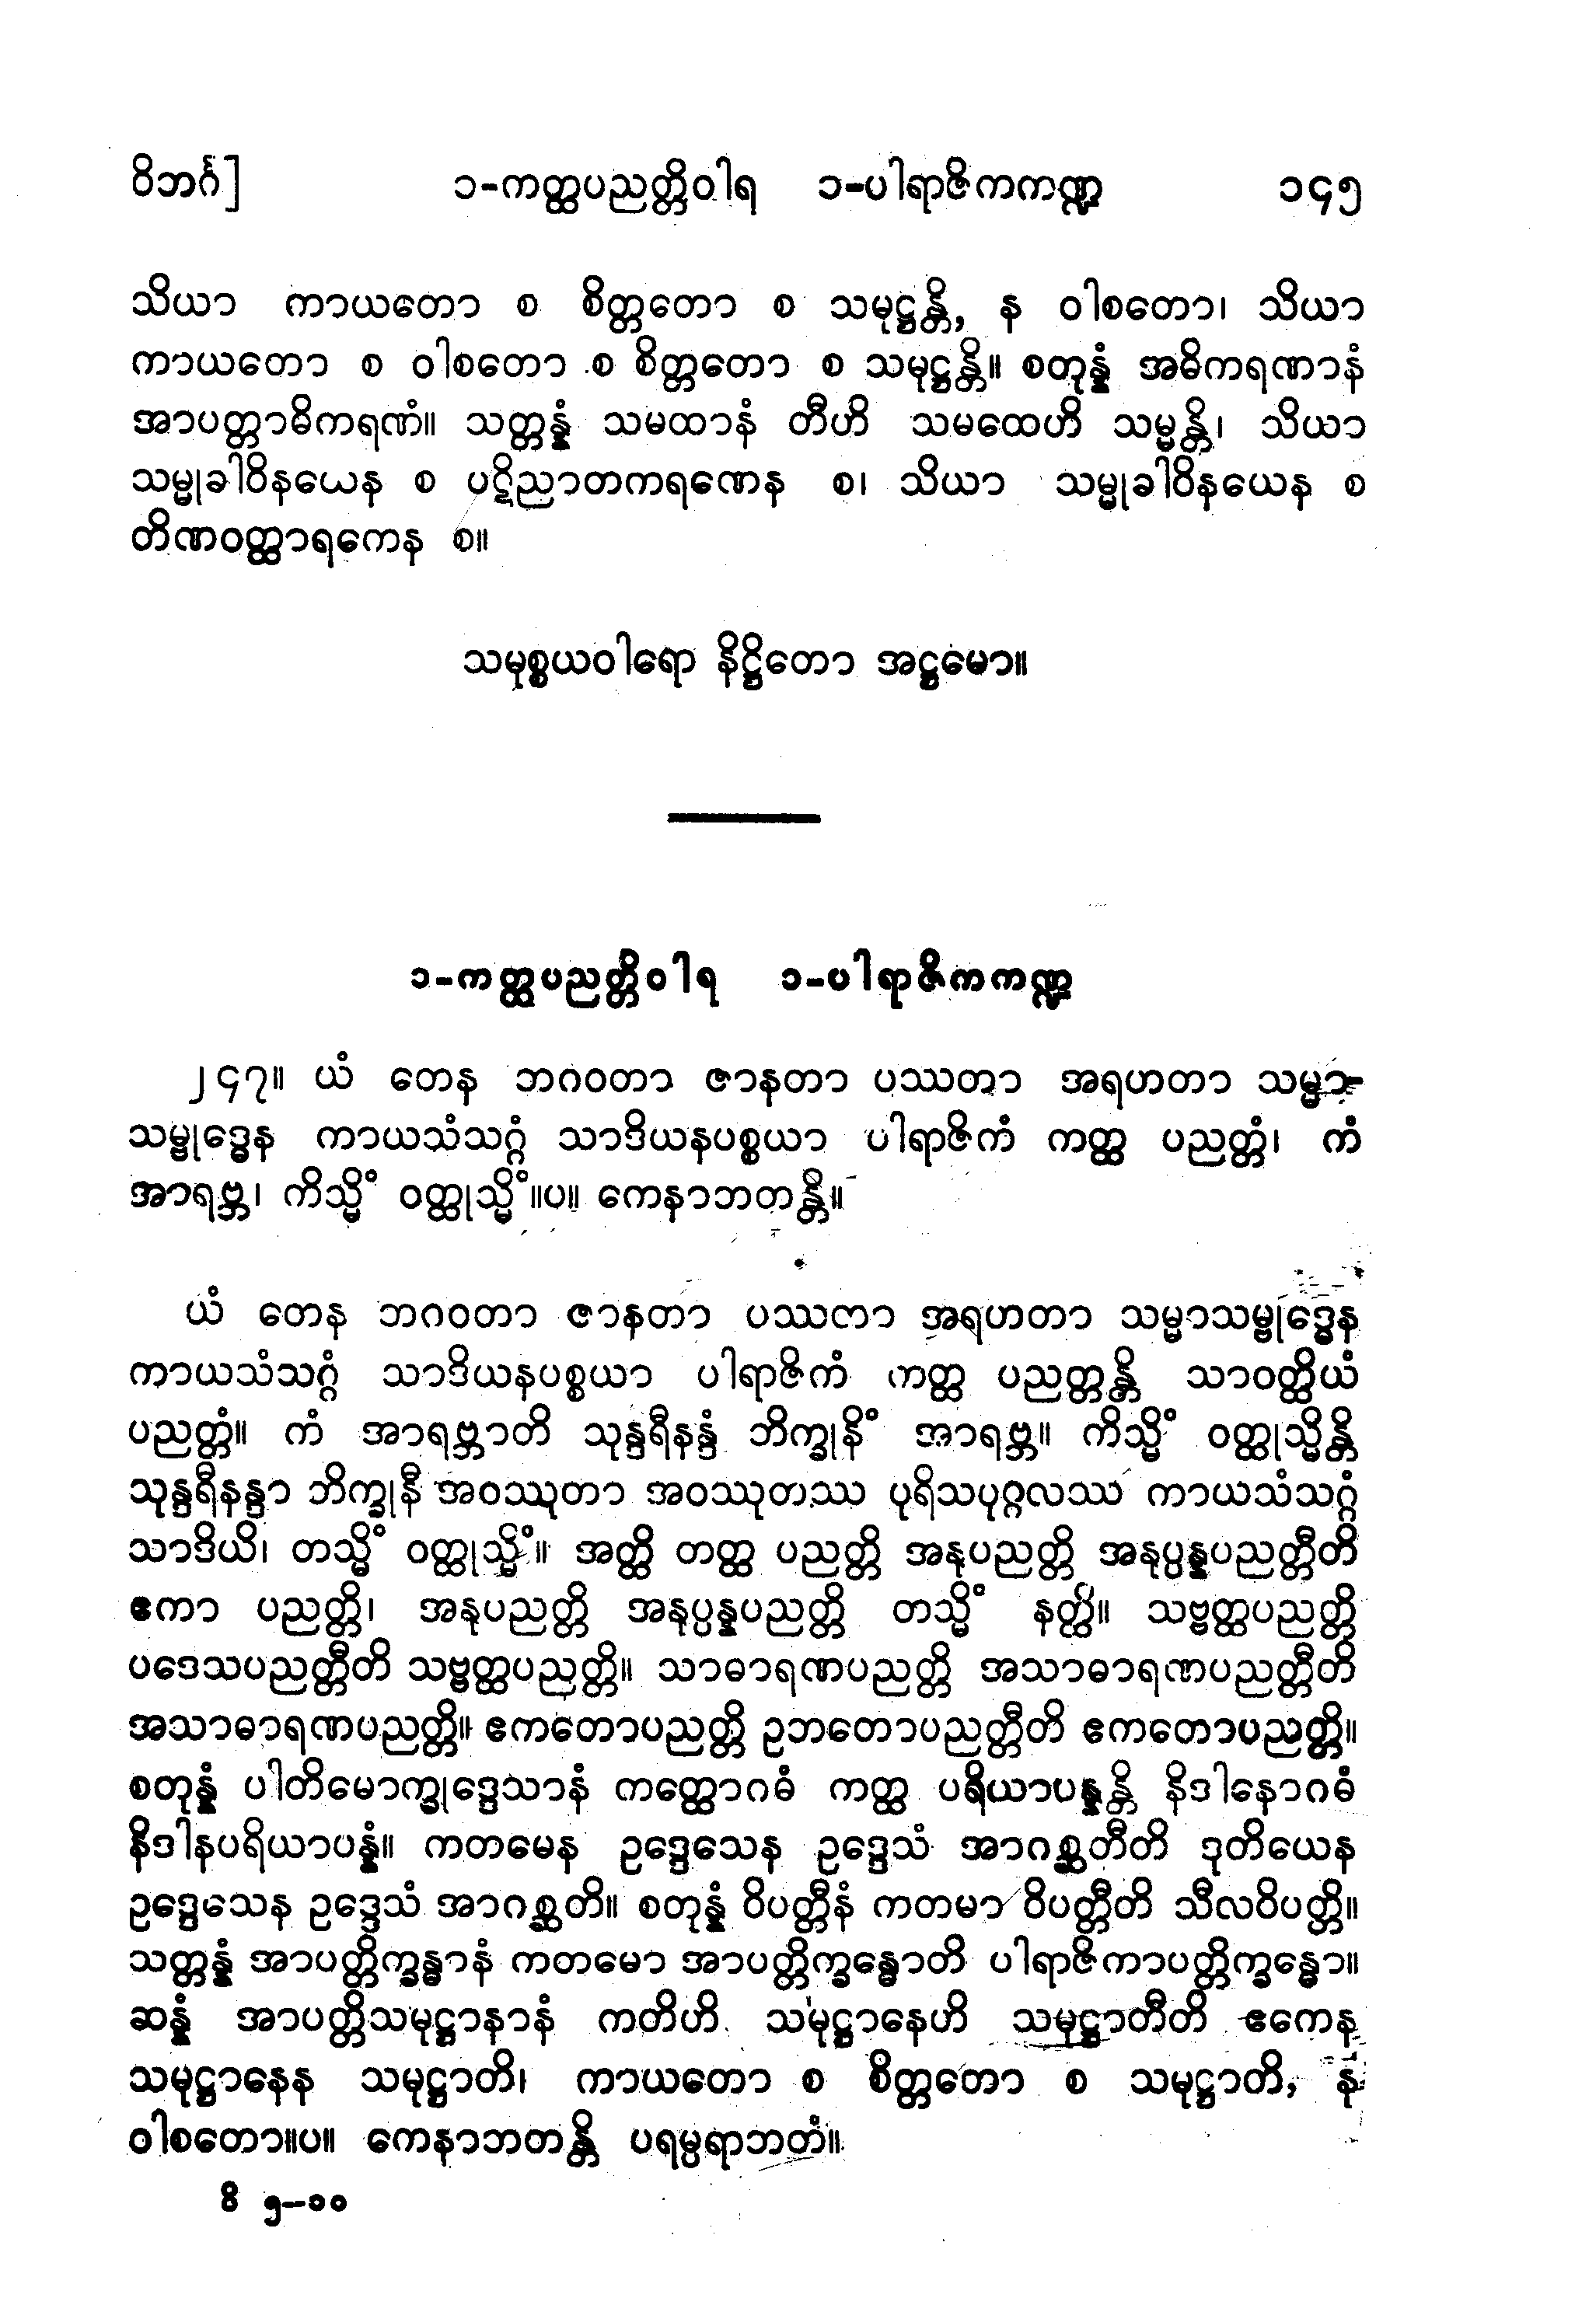 ဝိဘင်္ဂ] ၁-ကတ္ထပညတ္တိဝါရ ၁-ပါရာဇိကကဏ္ဍ ၁၄၅
သိယာ ကာယတော စ စိတ္တတော စ သမုဋ္ဌန္တိ, န ဝါစတော၊ သိယာ
ကာယတော စ ဝါစတော စ စိတ္တတော စ သမုဋ္ဌန္တိ။ စတုန္နံ အဓိကရဏာနံ
အာပတ္တာဓိကရဏံ။ သတ္တန္နံ သမထာနံ တီဟိ သမထေဟိ သမ္မန္တိ၊ သိယာ
သမ္မုခါဝိနယေန စ ပဋိညာတကရဏေန စ၊ သိယာ သမ္မုခါဝိနယေန စ
တိဏဝတ္ထာရကေန စ။
သမုစ္စယဝါရော နိဋ္ဌိတော အဋ္ဌမော။
၁-ကတ္ထပညတ္တိဝါရ ၁-ပါရာဇိကကဏ္ဍ
၂၄၇။ ယံ တေန ဘဂဝတာ ဇာနတာ ပဿတာ အရဟတာ သမ္မာ-
သမ္ဗုဒ္ဓေန ကာယသံသဂ္ဂံ သာဒိယနပစ္စယာ ပါရာဇိကံ ကတ္ထ ပညတ္တံ၊ ကံ
အာရဗ္ဘ၊ ကိသ္မိံ ဝတ္ထုသ္မိံ။ပ။ ကေနာဘတန္တိ။
ယံ တေန ဘဂဝတာ ဇာနတာ ပဿတာ အရဟတာ သမ္မာသမ္ဗုဒ္ဓေန
ကာယသံသဂ္ဂံ သာဒိယနပစ္စယာ ပါရာဇိကံ ကတ္ထ ပညတ္တန္တိ သာဝတ္ထိယံ
ပညတ္တံ။ ကံ အာရဗ္ဘာတိ သုန္ဒရီနန္ဒံ ဘိက္ခုနိံ အာရဗ္ဘ။ ကိသ္မိံ ဝတ္ထုသ္မိန္တိ
သုန္ဒရီနန္ဒာ ဘိက္ခုနီ အဝဿုတာ အဝဿုတဿ ပုရိသပုဂ္ဂလဿ ကာယသံသဂ္ဂံ
သာဒိယိ၊ တသ္မိံ ဝတ္ထုသ္မိံ။ အတ္ထိ တတ္ထ ပညတ္တိ အနုပညတ္တိ အနုပ္ပန္နပညတ္တီတိ
ဧကာ ပညတ္တိ၊ အနုပညတ္တိ အနုပ္ပန္နပညတ္တိ တသ္မိံ နတ္ထိ။ သဗ္ဗတ္ထပညတ္တိ
ပဒေသပညတ္တီတိ သဗ္ဗတ္ထပညတ္တိ။ သာဓာရဏပညတ္တိ အသာဓာရဏပညတ္တီတိ
အသာဓာရဏပညတ္တိ။ ဧကတောပညတ္တိ ဥဘတောပညတ္တီတိ ဧကတောပညတ္တိ။
စတုန္နံ ပါတိမောက္ခုဒ္ဒေသာနံ ကတ္ထောဂဓံ ကတ္ထ ပရိယာပန္နန္တိ နိဒါနောဂဓံ
နိဒါနပရိယာပန္နံ။ ကတမေန ဥဒ္ဒေသေန ဥဒ္ဒေသံ အာဂစ္ဆတီတိ ဒုတိယေန
ဥဒ္ဒေသေန ဥဒ္ဒေသံ အာဂစ္ဆတိ။ စတုန္နံ ဝိပတ္တီနံ ကတမာ ဝိပတ္တီတိ သီလဝိပတ္တိ။
သတ္တန္နံ အာပတ္တိက္ခန္ဓာနံ ကတမော အာပတ္တိက္ခန္ဓောတိ ပါရာဇိကာပတ္တိက္ခန္ဓော။
ဆန္နံ အာပတ္တိသမုဋ္ဌာနာနံ ကတိဟိ သမုဋ္ဌာနေဟိ သမုဋ္ဌာတီတိ ဧကေန
သမုဋ္ဌာနေန သမုဋ္ဌာတိ၊ ကာယတော စ စိတ္တတော စ သမုဋ္ဌာတိ, န
ဝါစတော။ပ။ ကေနာဘတန္တိ ပရမ္ပရာဘတံ။
ဝိ ၅-၁၀